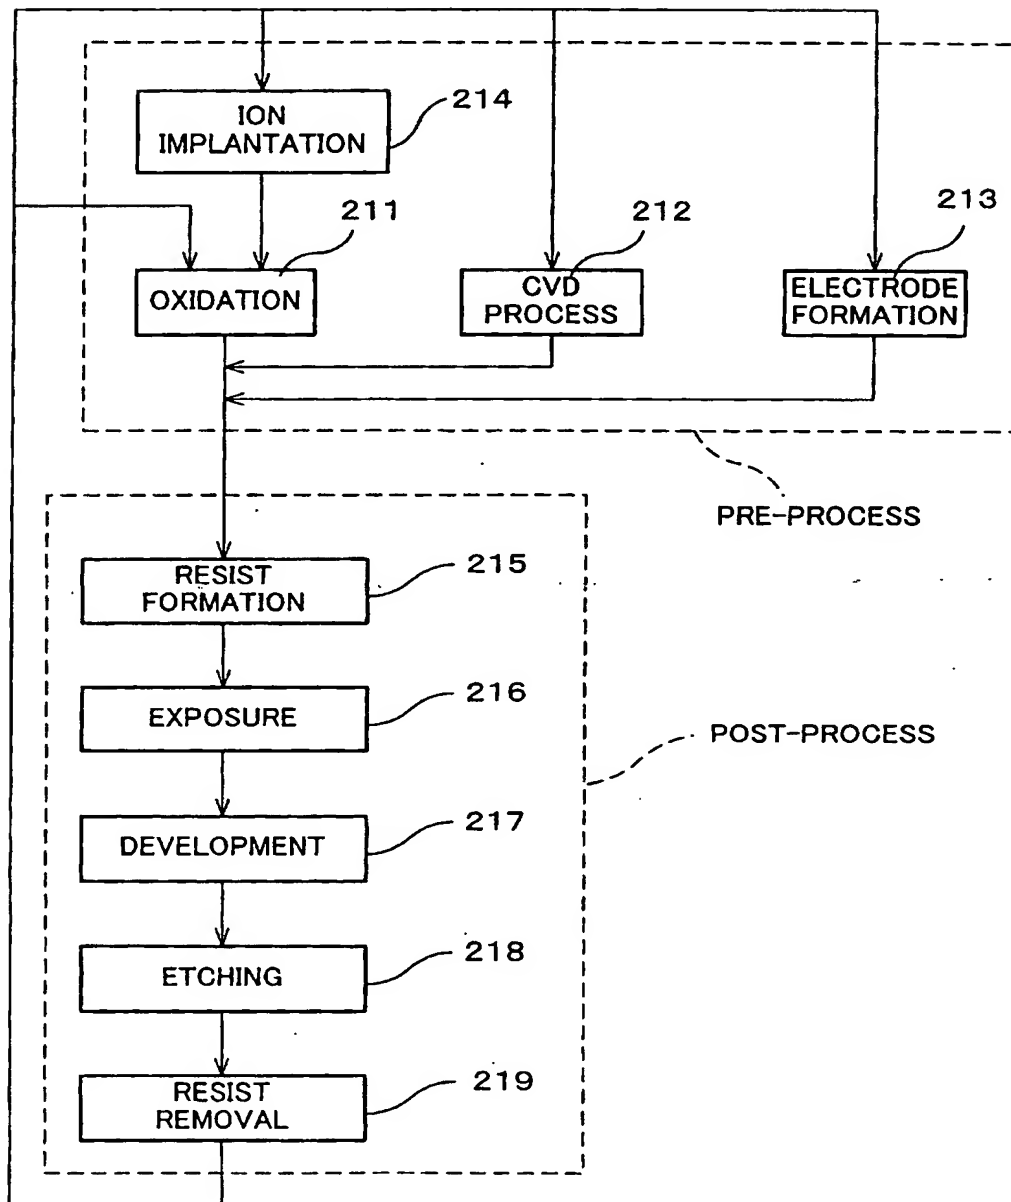 ION
IMPLANTATION
214
211
212
213
OXIDATION
CVD
PROCESS
ELECTRODE
FORMATION
PRE-PROCESS
RESIST
FORMATION
215
EXPOSURE
216
POST-PROCESS
DEVELOPMENT
217
ETCHING
218
RESIST
REMOVAL
219